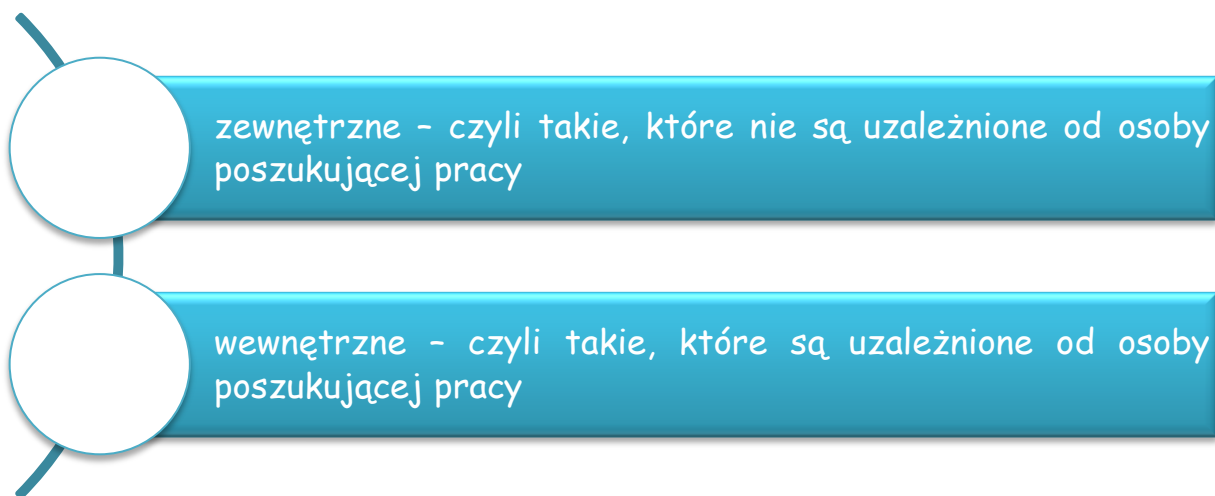 zewnętrzne – czyli takie, które nie są uzależnione od osoby
poszukującej pracy
wewnętrzne – czyli takie, które są uzależnione od osoby
poszukującej pracy